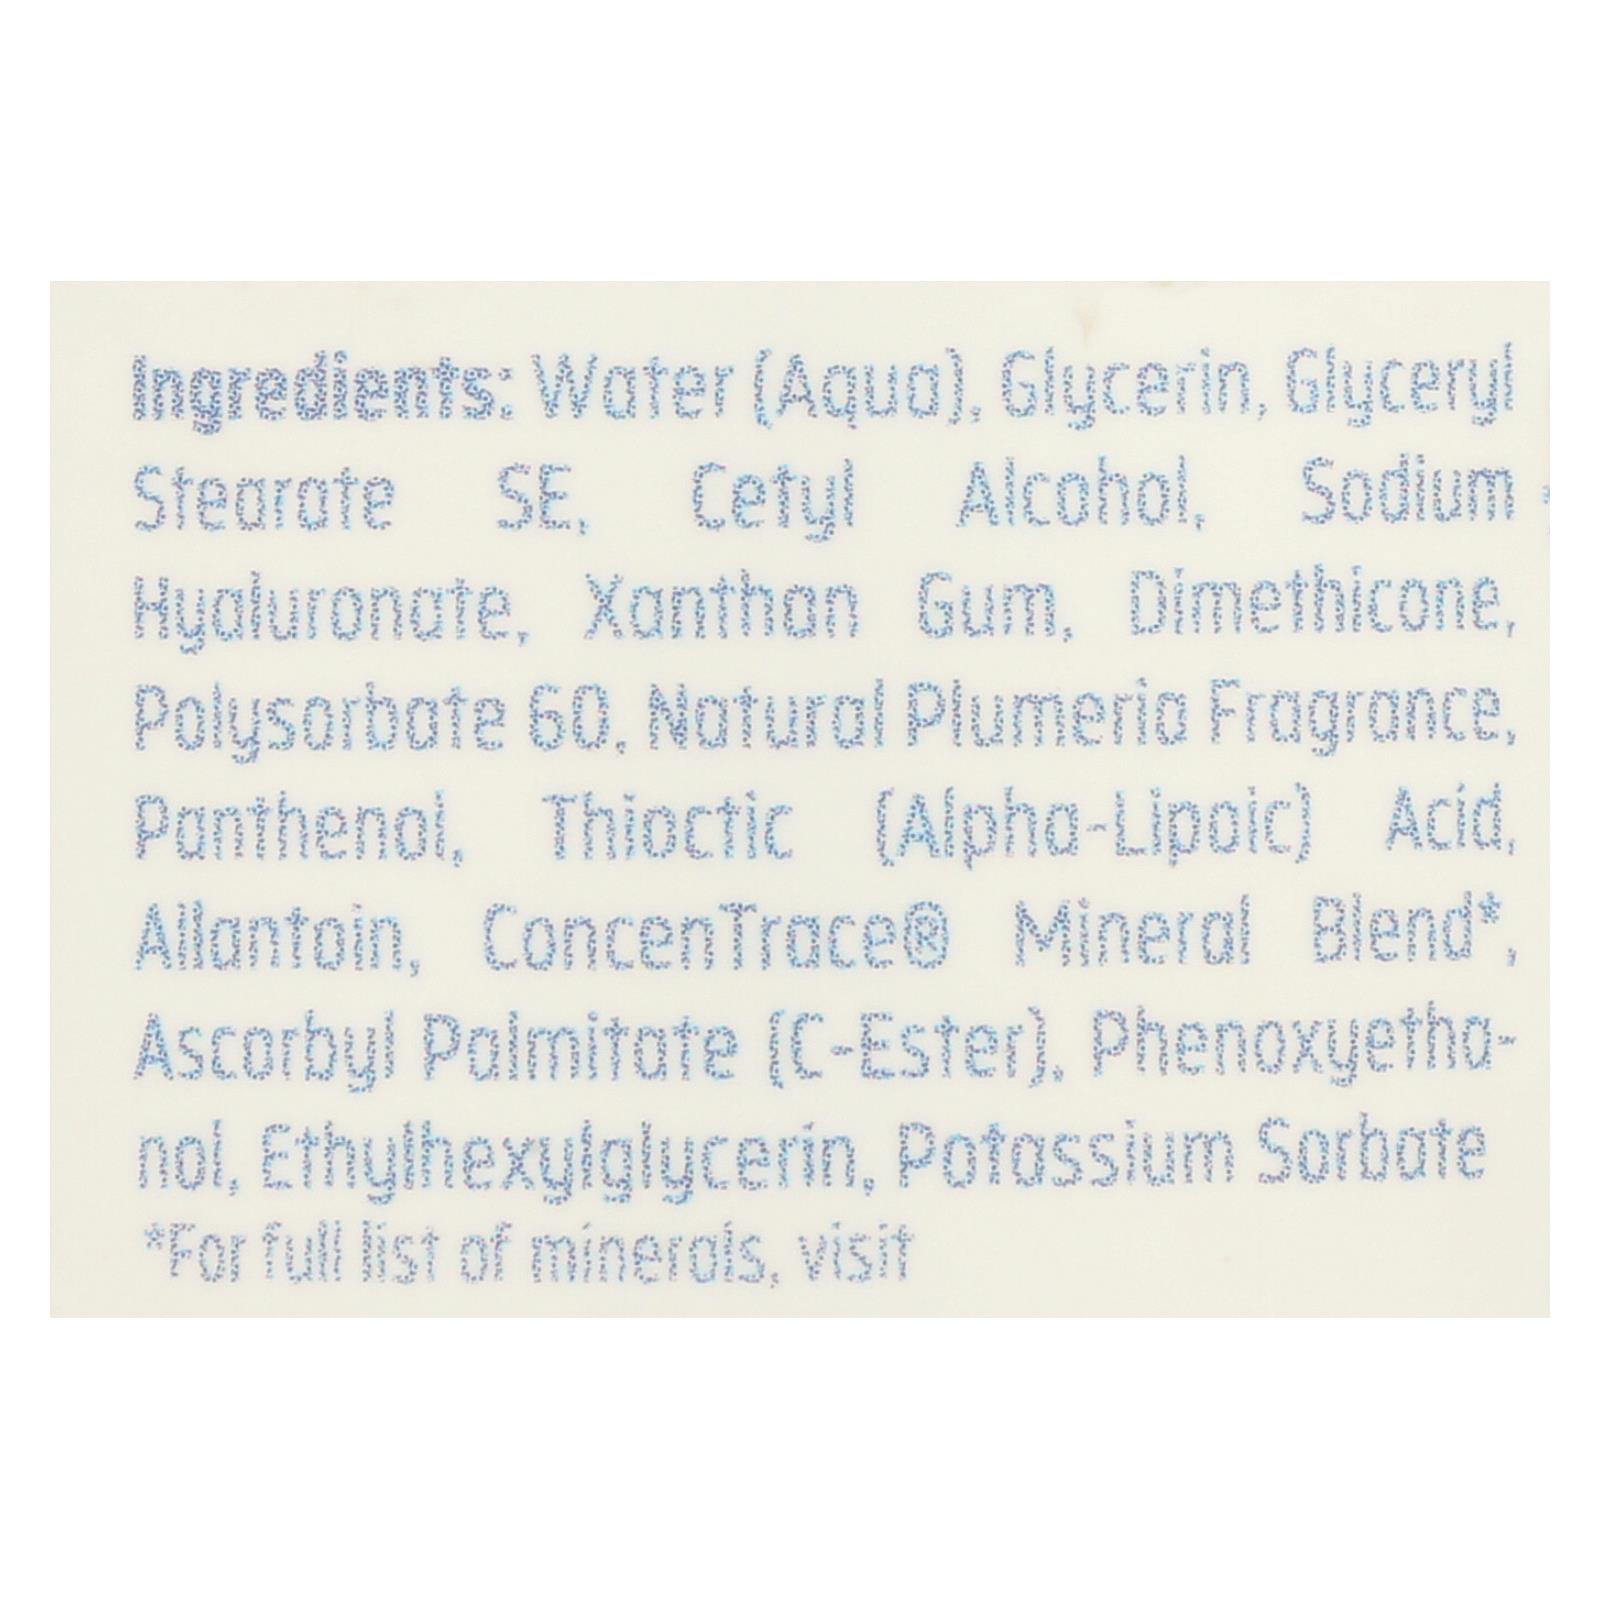 Ingredients: Water (Aqua), Glycerin, Glyceryl
Stearate SE, Cetyl Alcohol, Sodium
Hyaluronate, Xanthan Gum, Dimethicone,
Polysorbate 60, Natural Plumeria Fragrance,
Panthenol, Thioctic (Alpha-Lipoic) Acid,
Allantoin, ConcenTrace® Mineral Blend*,
Ascorbyl Palmitate (C-Ester), Phenoxyetha-
nol, Ethylhexylglycerin, Potassium Sorbate
*For full list of minerals, visit